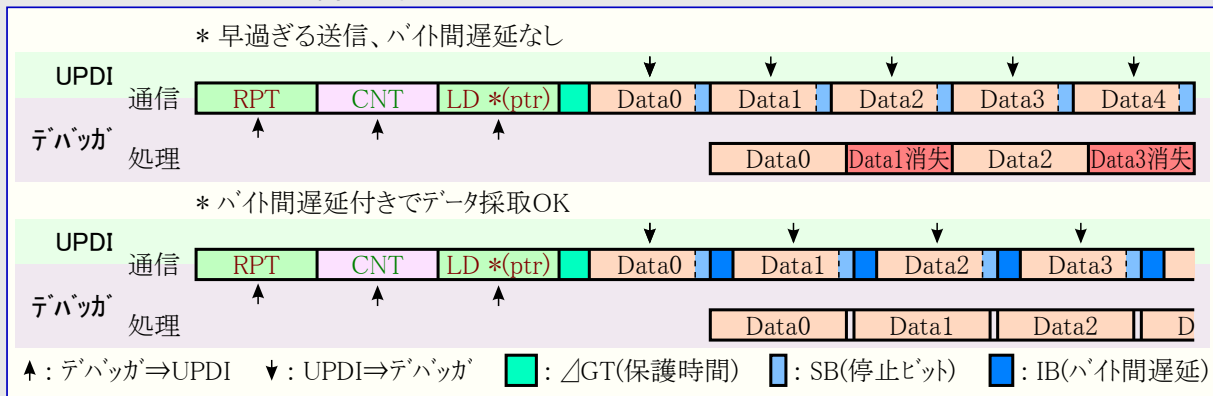 * 早過ぎる送信、バイト間遅延なし
UPDI
通信 RPT CNT LD *(ptr) Data0 Data1 Data2 Data3 Data4
デバッガ
処理 Data0 Data1消失 Data2 Data3消失
* バイト間遅延付きでデータ採取OK
UPDI
通信 RPT CNT LD *(ptr) Data0 Data1 Data2 Data3
デバッガ
処理 Data0 Data1 Data2 D
↑ : デバッガ⇒UPDI ↓ : UPDI⇒デバッガ : ⊿GT(保護時間) : SB(停止ビット) : IB(バイト間遅延)